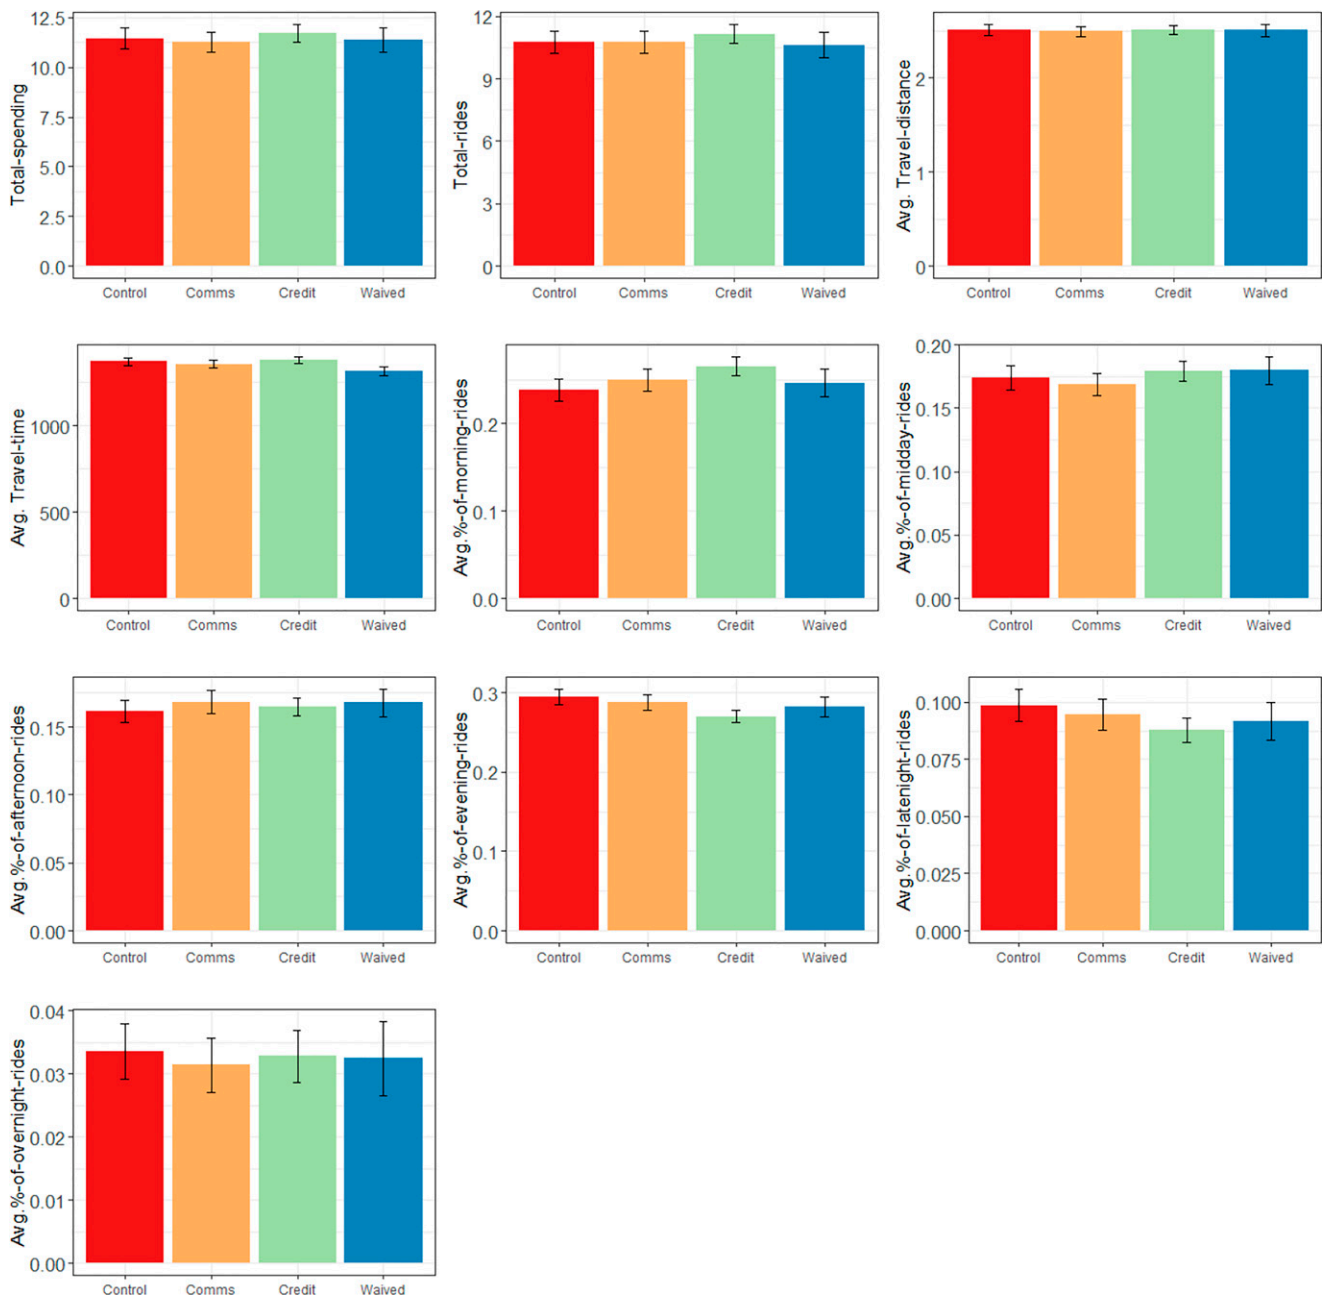 Total-spending
12.5
10.0
7.5
5.0
2.5
0.0
Control Comms Credit Waived
Total-rides
12
9
6
3
0
Control Comms Credit Waived
Avg. Travel-distance
2
1
0
Control Comms Credit Waived
Avg. Travel-time
1000
500
0
Control Comms Credit Waived
Avg.%-of-morning-rides
0.2
0.1
0.0
Control Comms Credit Waived
Avg.%-of-midday-rides
0.20
0.15
0.10
0.05
0.00
Control Comms Credit Waived
Avg.%-of-afternoon-rides
0.15
0.10
0.05
0.00
Control Comms Credit Waived
Avg.%-of-evening-rides
0.3
0.2
0.1
0.0
Control Comms Credit Waived
Avg.%-of-latenight-rides
0.100
0.075
0.050
0.025
0.000
Control Comms Credit Waived
Avg.%-of-overnight-rides
0.04
0.03
0.02
0.01
0.00
Control Comms Credit Waived